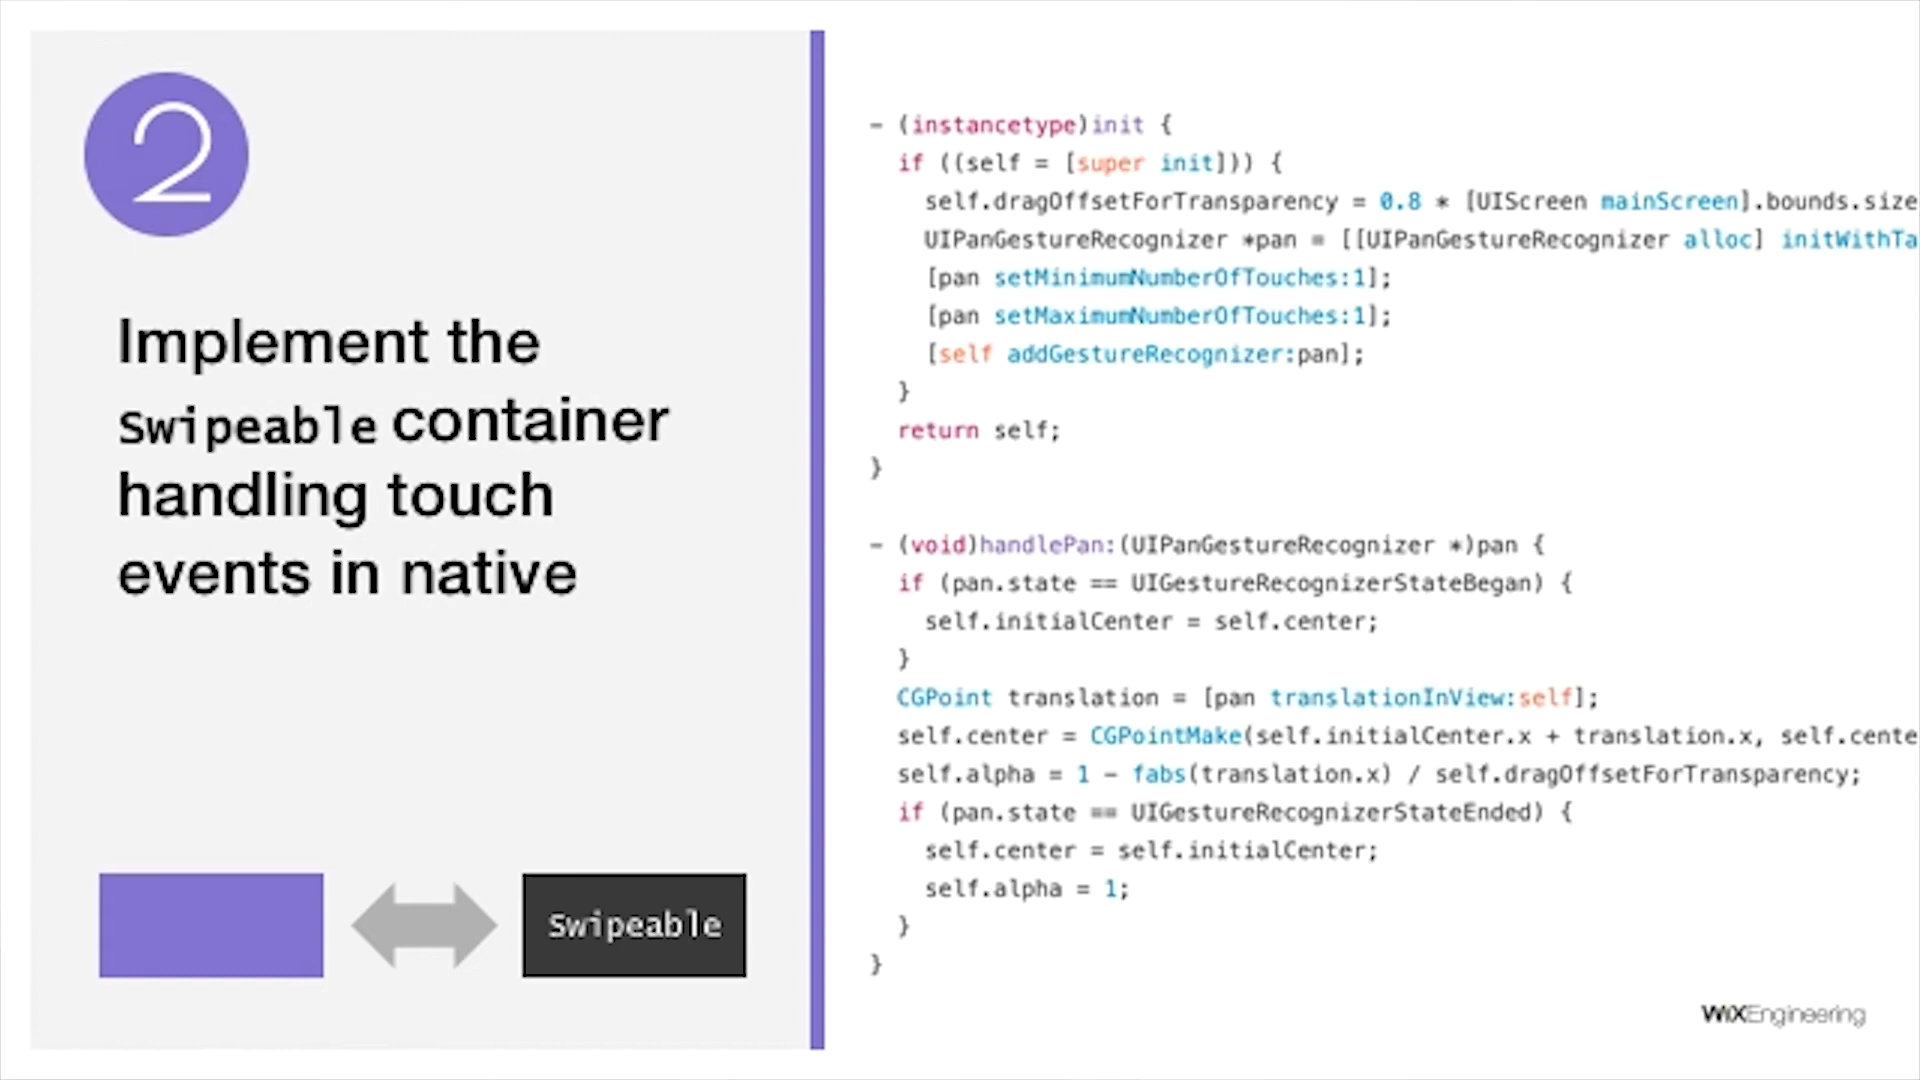 2
Implement the
Swipeable container
handling touch
events in native
Swipeable
- (instancetype)init {
if ((self = [super init])) {
self.dragOffsetForTransparency = 0.8 * [UIScreen mainScreen].bounds.size
UIPanGestureRecognizer *pan = [[UIPanGestureRecognizer alloc] initWithTa
[pan setMinimumNumberOfTouches:1];
[pan setMaximumNumberOfTouches:1];
[self addGestureRecognizer:pan];
}
return self;
}
- (void)handlePan:(UIPanGestureRecognizer *)pan {
if (pan.state == UIGestureRecognizerStateBegan) {
self.initialCenter = self.center;
}
CGPoint translation = [pan translationInView:self];
self.center = CGPointMake(self.initialCenter.x + translation.x, self.cente
self.alpha = 1 - fabs(translation.x) / self.dragOffsetForTransparency;
if (pan.state == UIGestureRecognizerStateEnded) {
self.center = self.initialCenter;
self.alpha = 1;
}
}
WiXEngineering